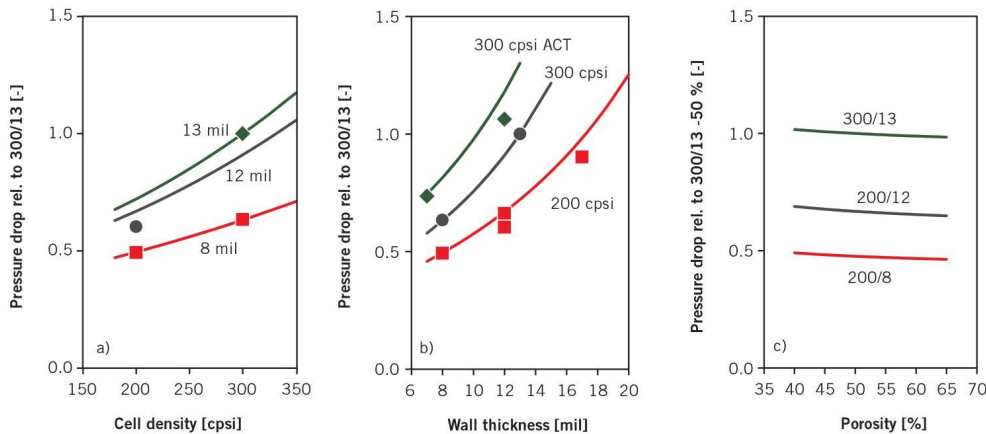 Pressure drop rel. to 300/13 [-]
1.5
1.0
0.5
0.0
13 mil
12 mil
8 mil
a)
150 200 250 300 350
Cell density [cpsi]
Pressure drop rel. to 300/13 [-]
1.5
1.0
0.5
0.0
300 cpsi ACT
300 cpsi
200 cpsi
b)
6 8 10 12 14 16 18 20
Wall thickness [mil]
Pressure drop rel. to 300/13 -50 % [-]
1.5
1.0
0.5
0.0
300/13
200/12
200/8
c)
35 40 45 50 55 60 65 70
Porosity [%]